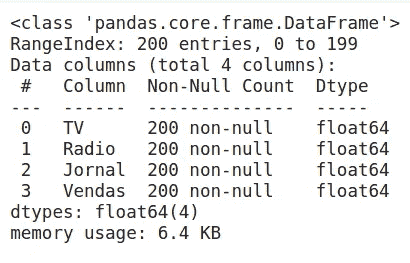 <class 'pandas.core.frame.DataFrame'>
RangeIndex: 200 entries, 0 to 199
Data columns (total 4 columns):
 #   Column  Non-Null Count  Dtype
---  ------  --------------  -----
 0   TV      200 non-null    float64
 1   Radio   200 non-null    float64
 2   Jornal  200 non-null    float64
 3   Vendas  200 non-null    float64
dtypes: float64(4)
memory usage: 6.4 KB